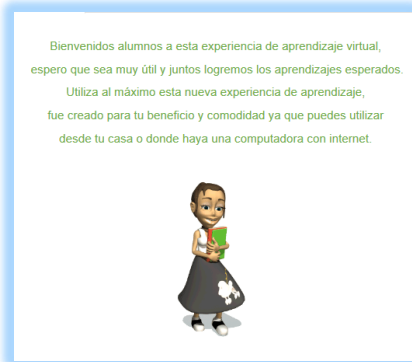 Bienvenidos alumnos a esta experiencia de aprendizaje virtual,
espero que sea muy útil y juntos logremos los aprendizajes esperados.
Utiliza al máximo esta nueva experiencia de aprendizaje,
fue creado para tu beneficio y comodidad ya que puedes utilizar
desde tu casa o donde haya una computadora con internet.